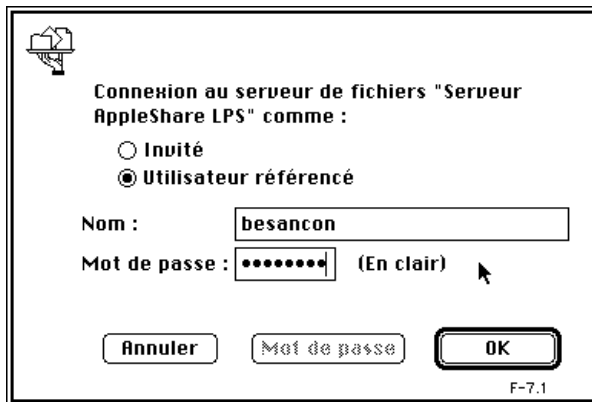 Connexion au serveur de fichiers "Serveur
AppleShare LPS" comme :
Invité
Utilisateur référencé
Nom : besancon
Mot de passe : ●●●●●●●● (En clair)
Annuler Mot de passe OK
F-7.1